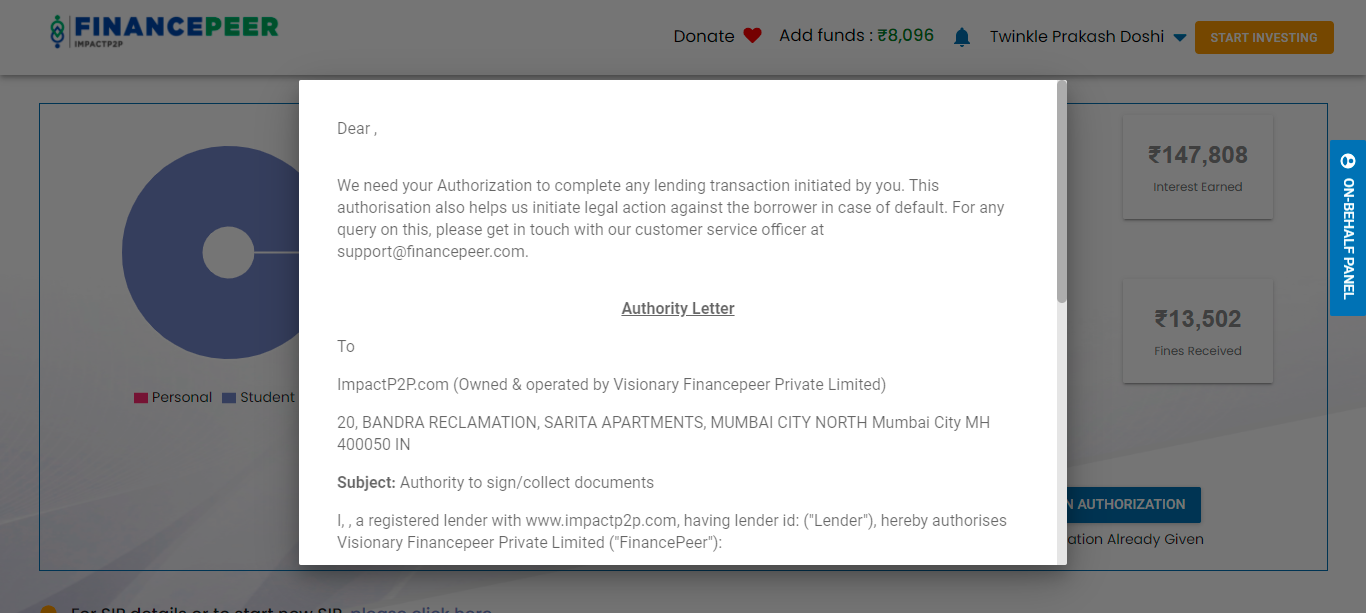 FINANCEPEER
IMPACTP2P
Donate
Add funds : ₹8,096
Twinkle Prakash Doshi
START INVESTING
Dear ,
We need your Authorization to complete any lending transaction initiated by you. This
authorisation also helps us initiate legal action against the borrower in case of default. For any
query on this, please get in touch with our customer service officer at
support@financepeer.com.
Authority Letter
To
ImpactP2P.com (Owned & operated by Visionary Financepeer Private Limited)
20, BANDRA RECLAMATION, SARITA APARTMENTS, MUMBAI CITY NORTH Mumbai City MH
400050 IN
Subject: Authority to sign/collect documents
I, , a registered lender with www.impactp2p.com, having lender id: ("Lender"), hereby authorises
Visionary Financepeer Private Limited ("FinancePeer"):
Personal
Student
₹147,808
Interest Earned
₹13,502
Fines Received
ON-BEHALF PANEL
N AUTHORIZATION
ation Already Given
For SIP details or to start new SIP, please click here